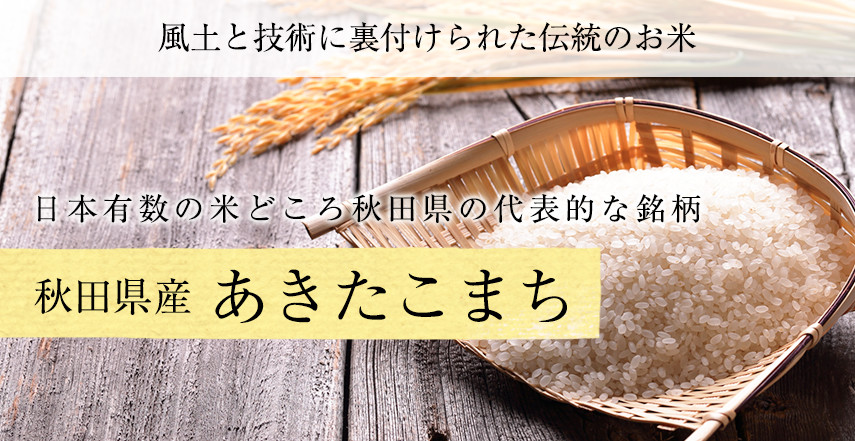 風土と技術に裏付けられた伝統のお米
日本有数の米どころ秋田県の代表的な銘柄
秋田県産 あきたこまち